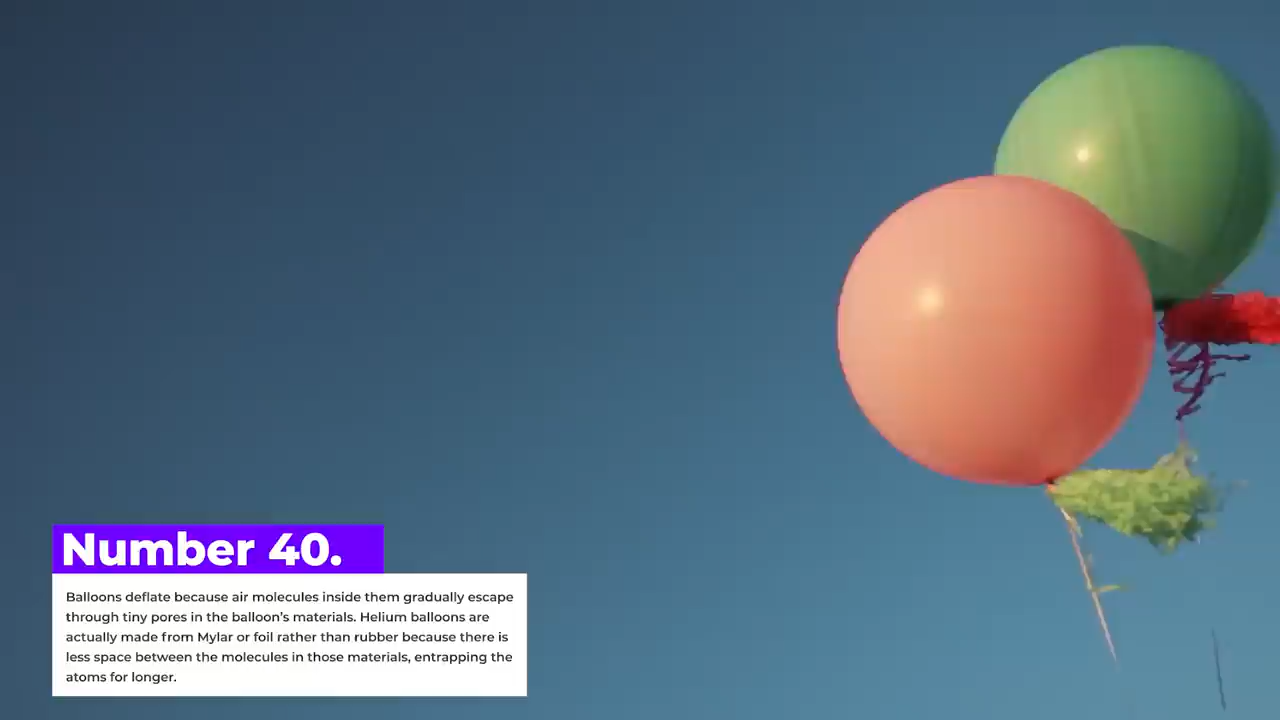 Number 40.
Balloons deflate because air molecules inside them gradually escape
through tiny pores in the balloon’s materials. Helium balloons are
actually made from Mylar or foil rather than rubber because there is
less space between the molecules in those materials, entrapping the
atoms for longer.